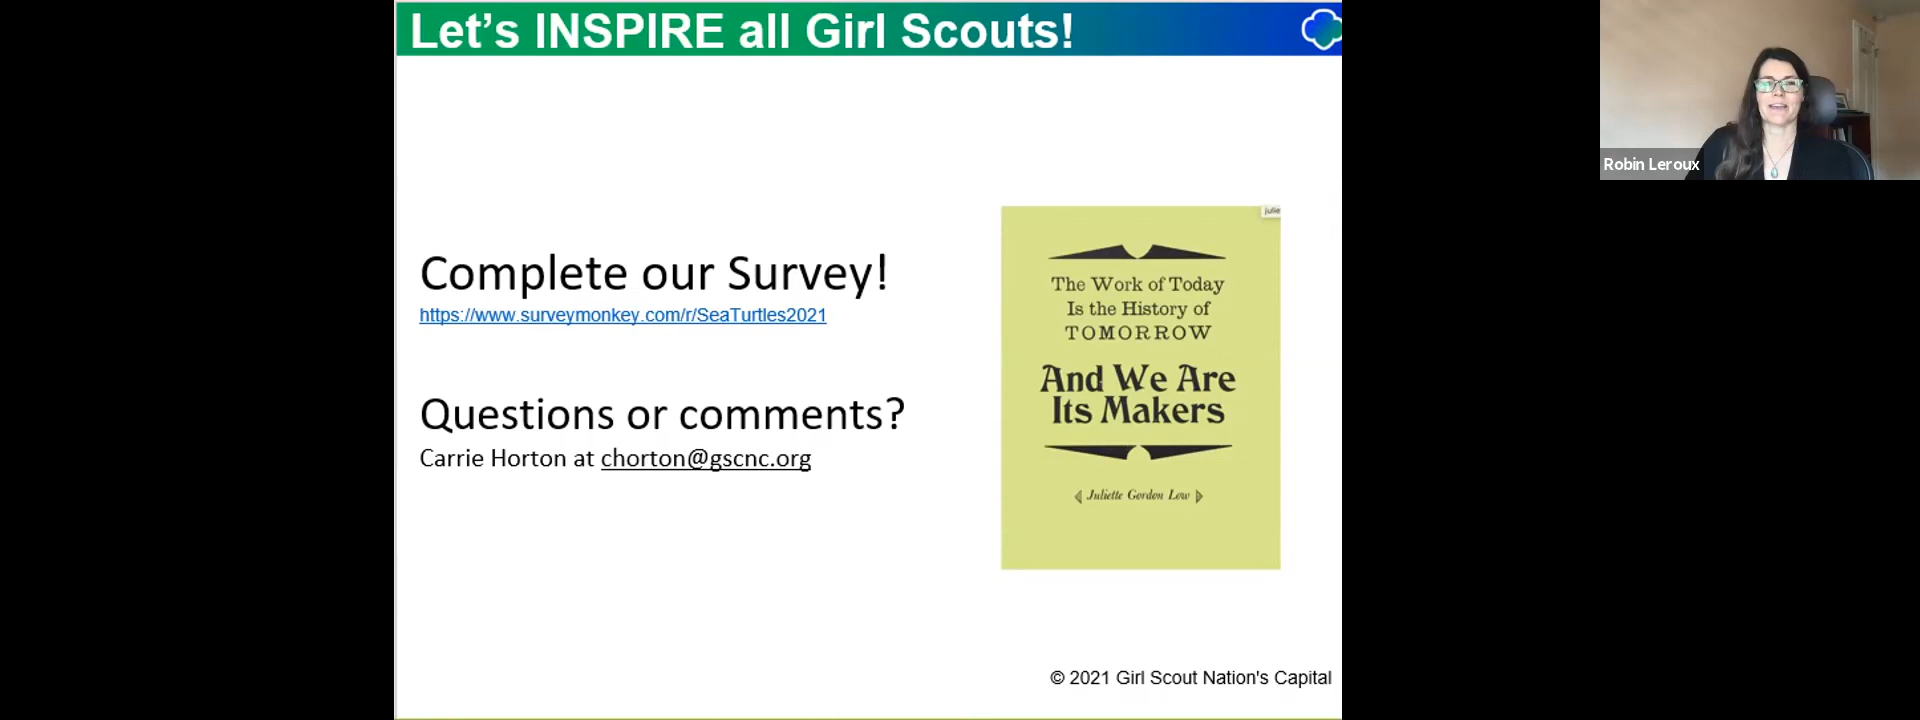 Let's INSPIRE all Girl Scouts!
Robin Leroux
Complete our Survey!
https://www.surveymonkey.com/r/SeaTurtles2021
Questions or comments?
Carrie Horton at chorton@gscnc.org
The Work of Today
Is the History of
TOMORROW
And We Are
Its Makers
Juliette Gordon Low
© 2021 Girl Scout Nation's Capital